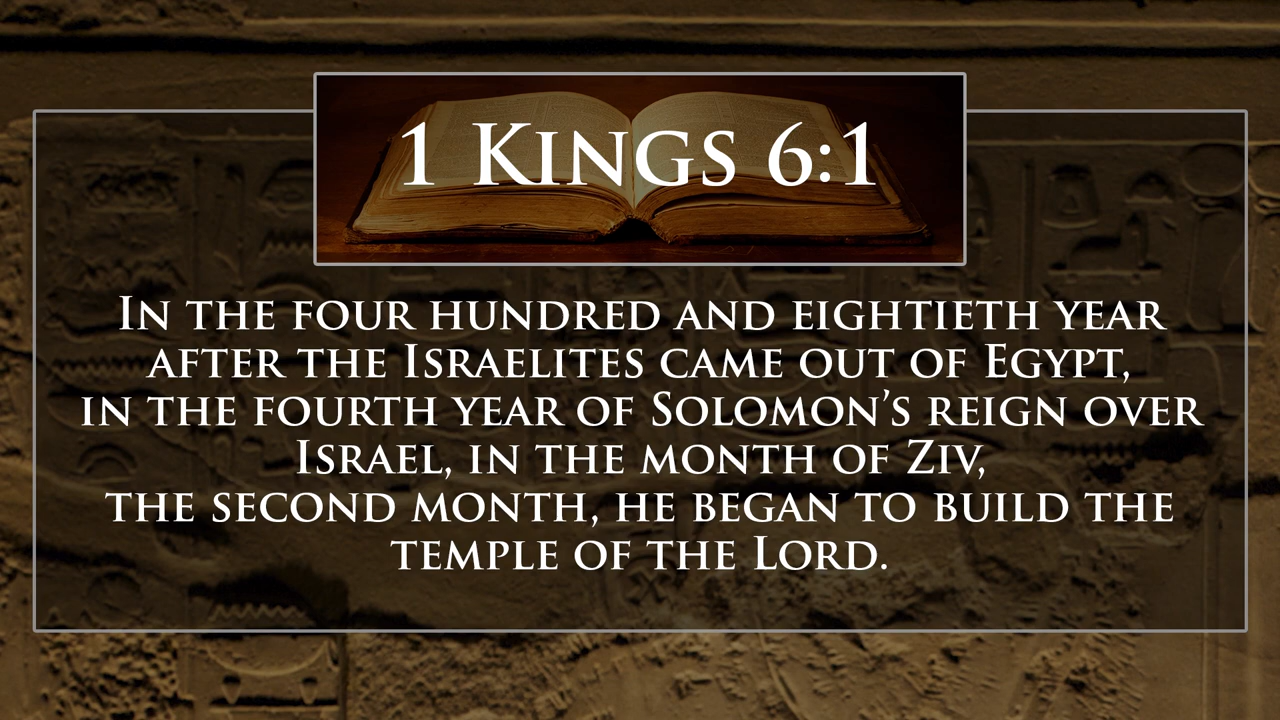 1 Kings 6:1
In the four hundred and eightieth year
after the Israelites came out of Egypt,
in the fourth year of Solomon’s reign over
Israel, in the month of Ziv,
the second month, he began to build the
temple of the Lord.